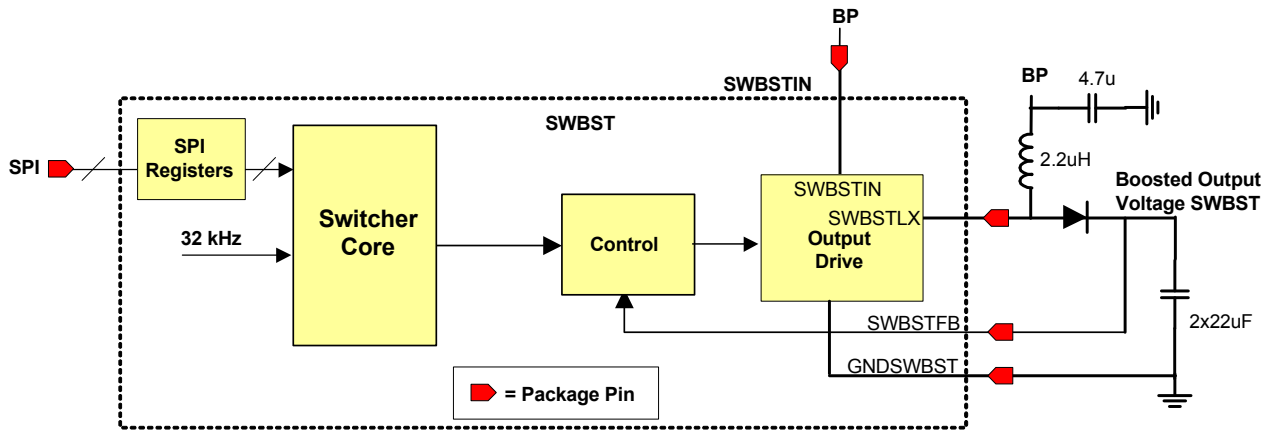 BP
SWBSTIN
BP
4.7u
SWBST
SPI
SPI
Registers
2.2uH
SWBSTIN
Boosted Output
Voltage SWBST
SWBSTLX
Switcher
Core
32 kHz
Control
Output
Drive
SWBSTFB
2x22uF
GNDSWBST
= Package Pin